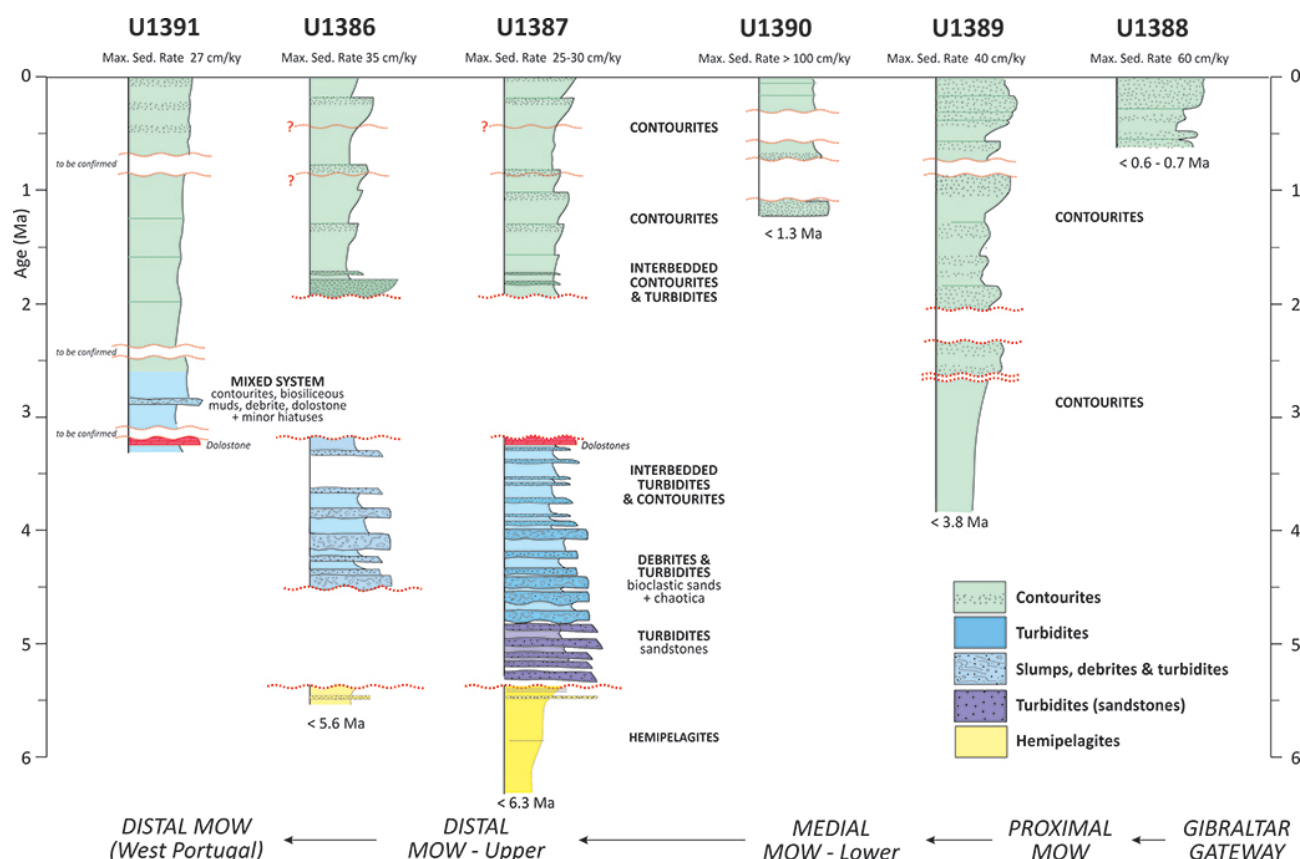 U1391
U1386
U1387
U1390
U1389
U1388
Max. Sed. Rate 27 cm/ky
Max. Sed. Rate 35 cm/ky
Max. Sed. Rate 25-30 cm/ky
Max. Sed. Rate > 100 cm/ky
Max. Sed. Rate 40 cm/ky
Max. Sed. Rate 60 cm/ky
0
0
?
?
CONTOURITES
to be confirmed
< 0.6 - 0.7 Ma
?
1
1
CONTOURITES
CONTOURITES
< 1.3 Ma
Age (Ma)
INTERBEDDED
CONTOURITES
& TURBIDITES
2
2
to be confirmed
MIXED SYSTEM
contourites, biosiliceous
muds, debrite, dolostone
+ minor hiatuses
CONTOURITES
3
3
to be confirmed
Dolostone
Dolostones
INTERBEDDED
TURBIDITES
& CONTOURITES
< 3.8 Ma
4
4
DEBRITES &
TURBIDITES
bioclastic sands
+ chaotica
TURBIDITES
sandstones
5
5
< 5.6 Ma
HEMIPELAGITES
6
6
< 6.3 Ma
Contourites
Turbidites
Slumps, debrites & turbidites
Turbidites (sandstones)
Hemipelagites
DISTAL MOW
(West Portugal)
DISTAL
MOW - Upper
MEDIAL
MOW - Lower
PROXIMAL
MOW
GIBRALTAR
GATEWAY